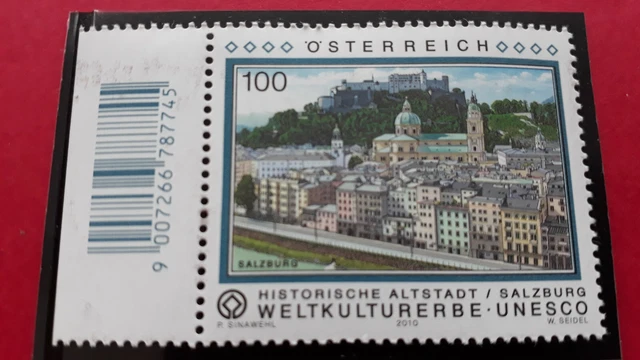 ÖSTERREICH
100
9 007266 787745
SALZBURG
HISTORISCHE ALTSTADT / SALZBURG
WELTKULTURERBE · UNESCO
P. SINAWEHL 2010 W. SEIDEL